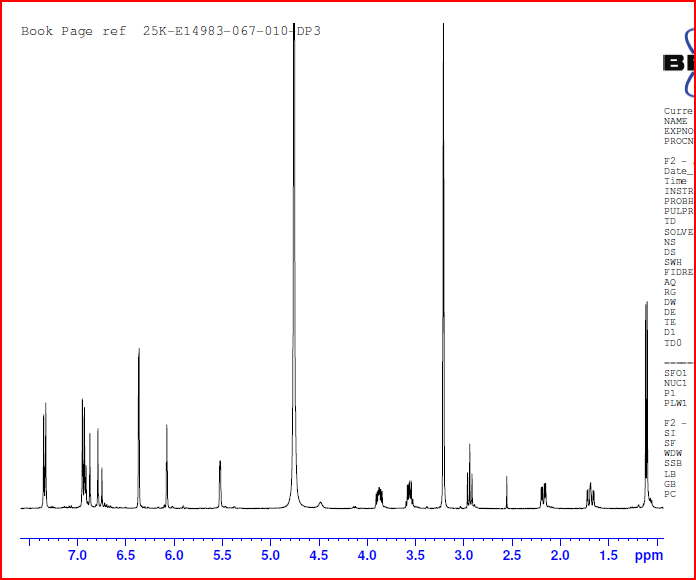 Book Page ref 25K-E14983-067-010-DP3
Curre
NAME
EXPNO
PROCN
F2 -
Date_
Time
INSTR
PROBH
PULPR
TD
SOLVE
NS
DS
SWH
FIDRE
AQ
RG
DW
DE
TE
D1
TD0
SFO1
NUC1
P1
PLW1
F2 -
SI
SF
WDW
SSB
LB
GB
PC
7.0 6.5 6.0 5.5 5.0 4.5 4.0 3.5 3.0 2.5 2.0 1.5 ppm